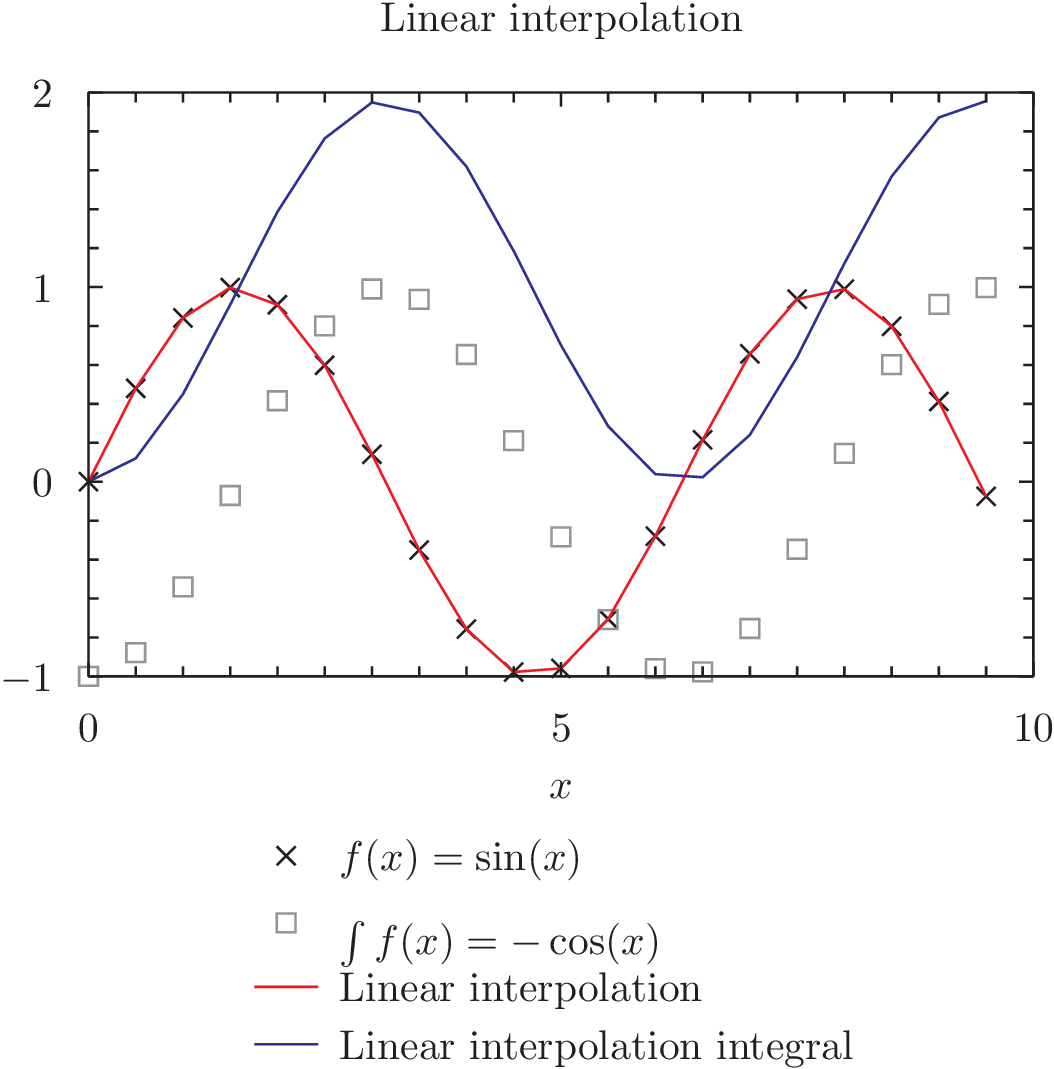 Linear interpolation
2
1
0
−1
0 5 10
x
f(x) = sin(x)
∫ f(x) = − cos(x)
Linear interpolation
Linear interpolation integral